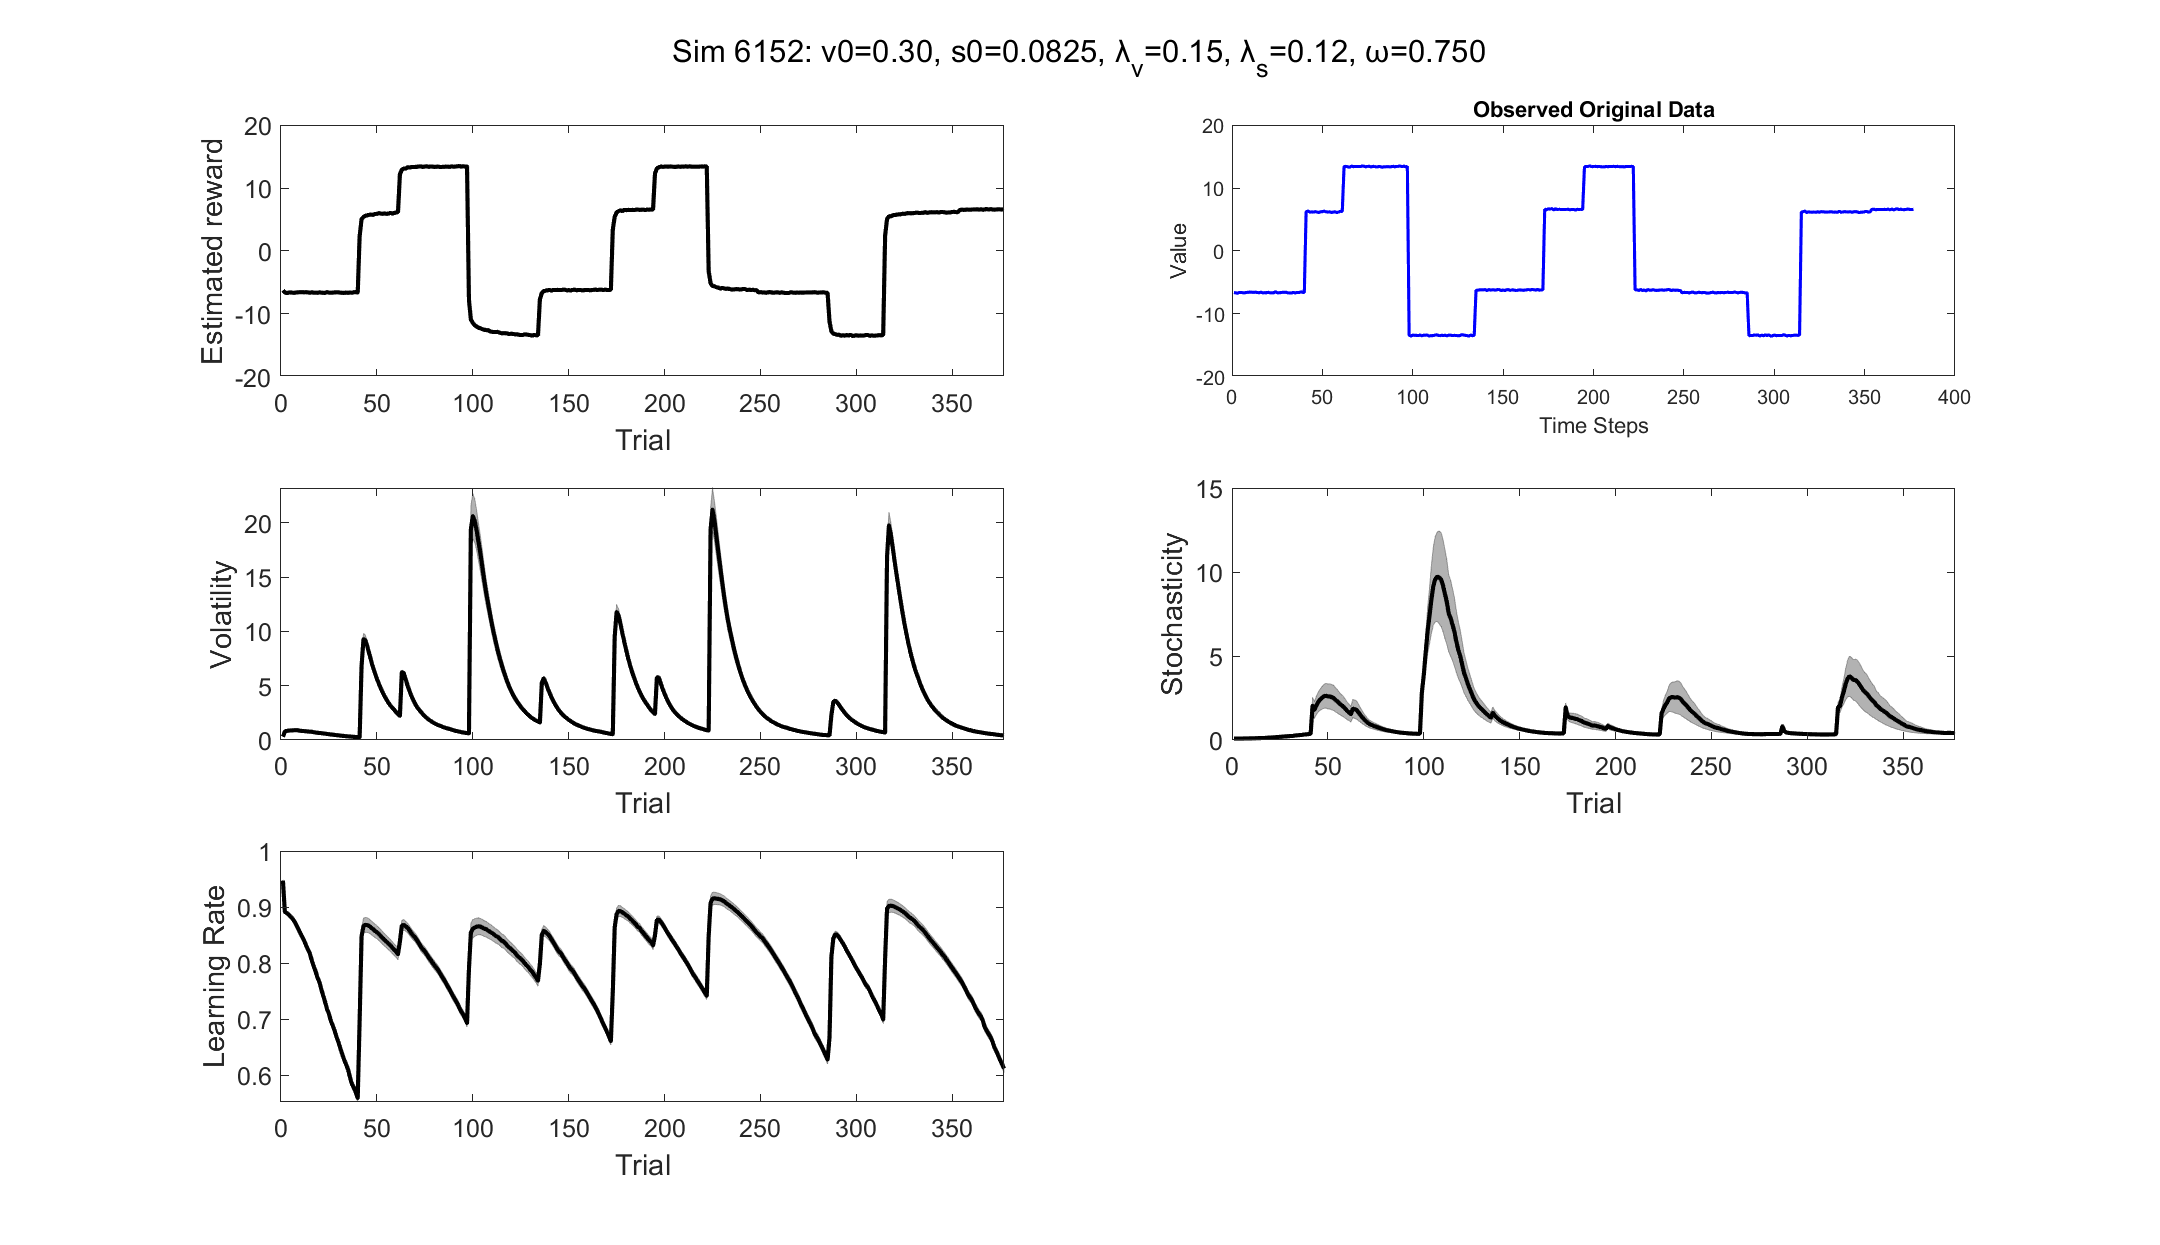 Sim 6152: v0=0.30, s0=0.0825, λ_v=0.15, λ_s=0.12, ω=0.750
20
10
0
-10
-20
Estimated reward
0 50 100 150 200 250 300 350
Trial
Observed Original Data
20
10
0
-10
-20
Value
0 50 100 150 200 250 300 350 400
Time Steps
20
15
10
5
0
Volatility
0 50 100 150 200 250 300 350
Trial
15
10
5
0
Stochasticity
0 50 100 150 200 250 300 350
Trial
1
0.9
0.8
0.7
0.6
Learning Rate
0 50 100 150 200 250 300 350
Trial